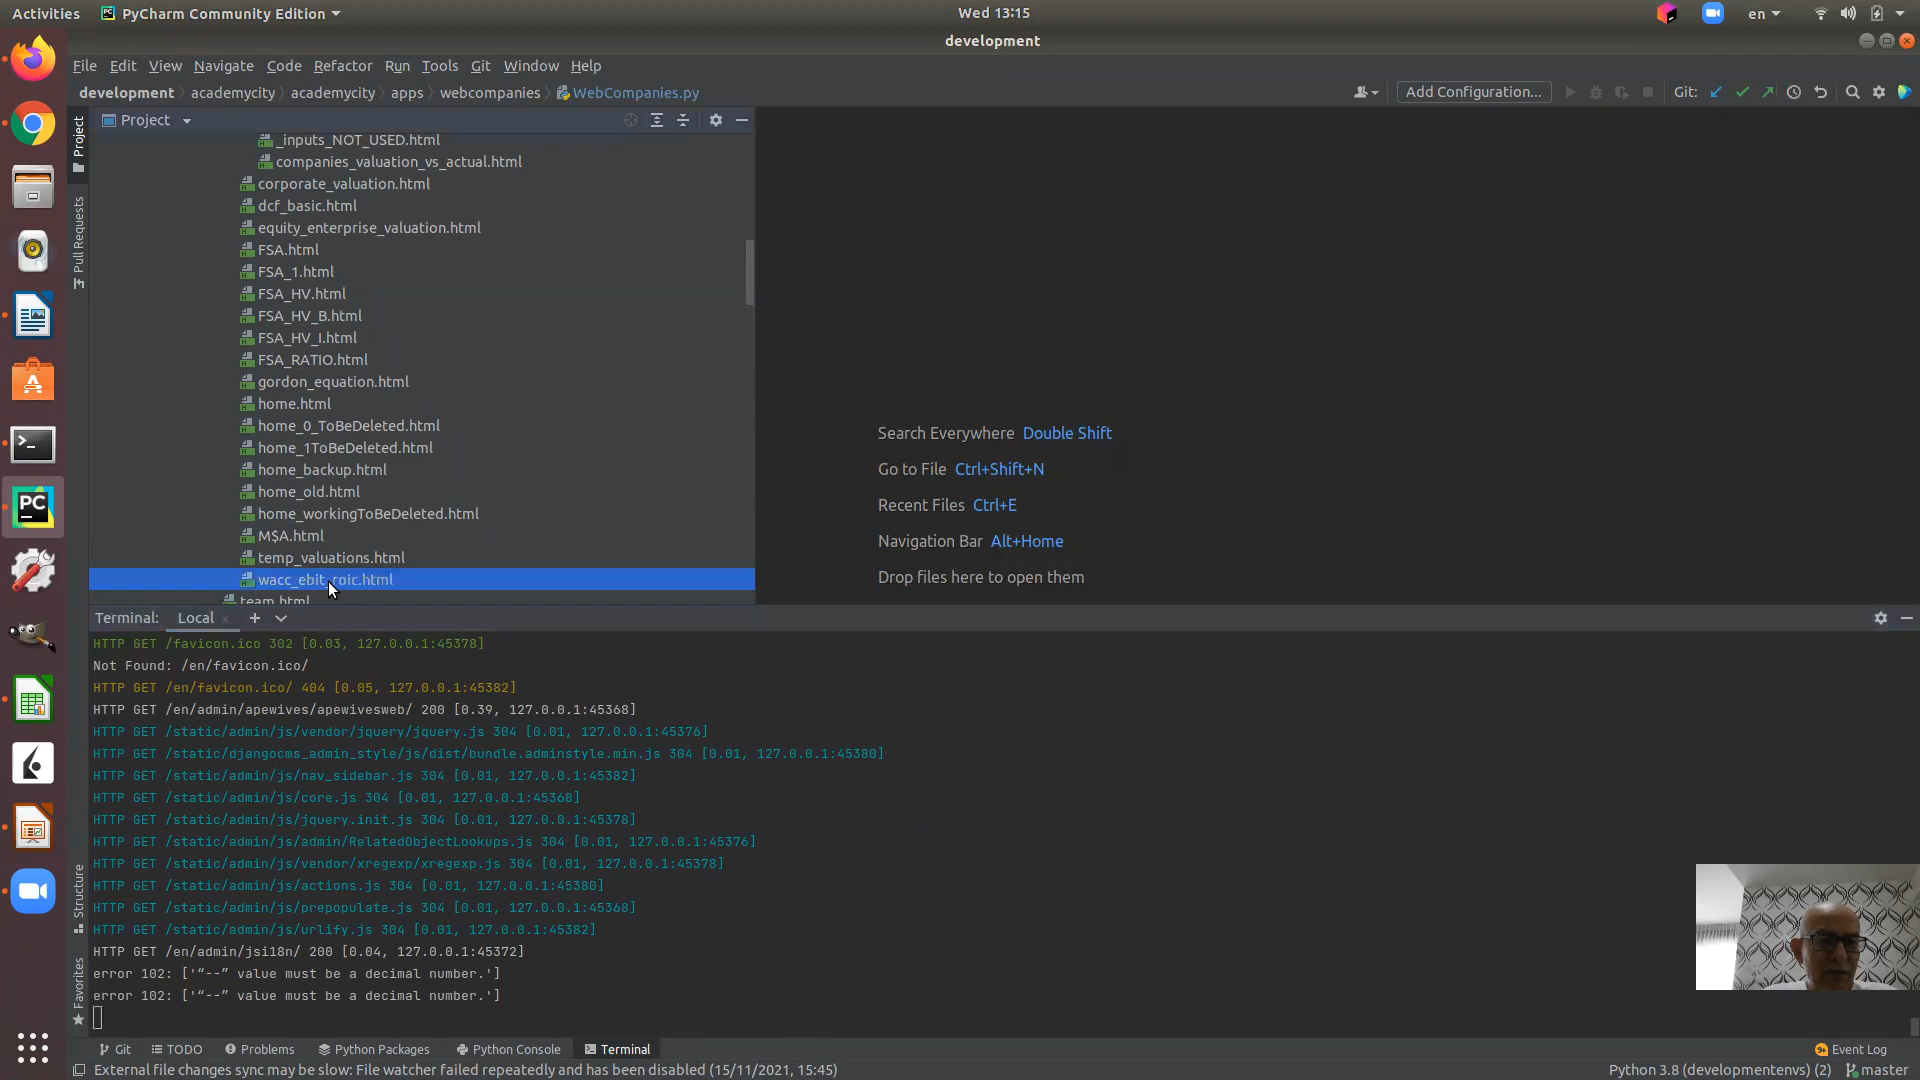 Activities
PyCharm Community Edition
Wed 13:15
en
development
File Edit View Navigate Code Refactor Run Tools Git Window Help
development academycity academycity apps webcompanies WebCompanies.py
Add Configuration...
Git:
Project
Project
Pull Requests
_inputs_NOT_USED.html
companies_valuation_vs_actual.html
corporate_valuation.html
dcf_basic.html
equity_enterprise_valuation.html
FSA.html
FSA_1.html
FSA_HV.html
FSA_HV_B.html
FSA_HV_I.html
FSA_RATIO.html
gordon_equation.html
home.html
home_0_ToBeDeleted.html
home_1ToBeDeleted.html
home_backup.html
home_old.html
home_workingToBeDeleted.html
M$A.html
temp_valuations.html
wacc_ebit_roic.html
team.html
Search Everywhere Double Shift
Go to File Ctrl+Shift+N
Recent Files Ctrl+E
Navigation Bar Alt+Home
Drop files here to open them
Terminal: Local
HTTP GET /favicon.ico 302 [0.03, 127.0.0.1:45378]
Not Found: /en/favicon.ico/
HTTP GET /en/favicon.ico/ 404 [0.05, 127.0.0.1:45382]
HTTP GET /en/admin/apewives/apewivesweb/ 200 [0.39, 127.0.0.1:45368]
HTTP GET /static/admin/js/vendor/jquery/jquery.js 304 [0.01, 127.0.0.1:45376]
HTTP GET /static/djangocms_admin_style/js/dist/bundle.adminstyle.min.js 304 [0.01, 127.0.0.1:45380]
HTTP GET /static/admin/js/nav_sidebar.js 304 [0.01, 127.0.0.1:45382]
HTTP GET /static/admin/js/core.js 304 [0.01, 127.0.0.1:45368]
HTTP GET /static/admin/js/jquery.init.js 304 [0.01, 127.0.0.1:45378]
HTTP GET /static/admin/js/admin/RelatedObjectLookups.js 304 [0.01, 127.0.0.1:45376]
HTTP GET /static/admin/js/vendor/xregexp/xregexp.js 304 [0.01, 127.0.0.1:45378]
HTTP GET /static/admin/js/actions.js 304 [0.01, 127.0.0.1:45380]
HTTP GET /static/admin/js/prepopulate.js 304 [0.01, 127.0.0.1:45368]
HTTP GET /static/admin/js/urlify.js 304 [0.01, 127.0.0.1:45382]
HTTP GET /en/admin/jsi18n/ 200 [0.04, 127.0.0.1:45372]
error 102: ['“--” value must be a decimal number.']
error 102: ['“--” value must be a decimal number.']
Structure
Favorites
Git TODO Problems Python Packages Python Console Terminal
Event Log
External file changes sync may be slow: File watcher failed repeatedly and has been disabled (15/11/2021, 15:45)
Python 3.8 (developmentenvs) (2) master